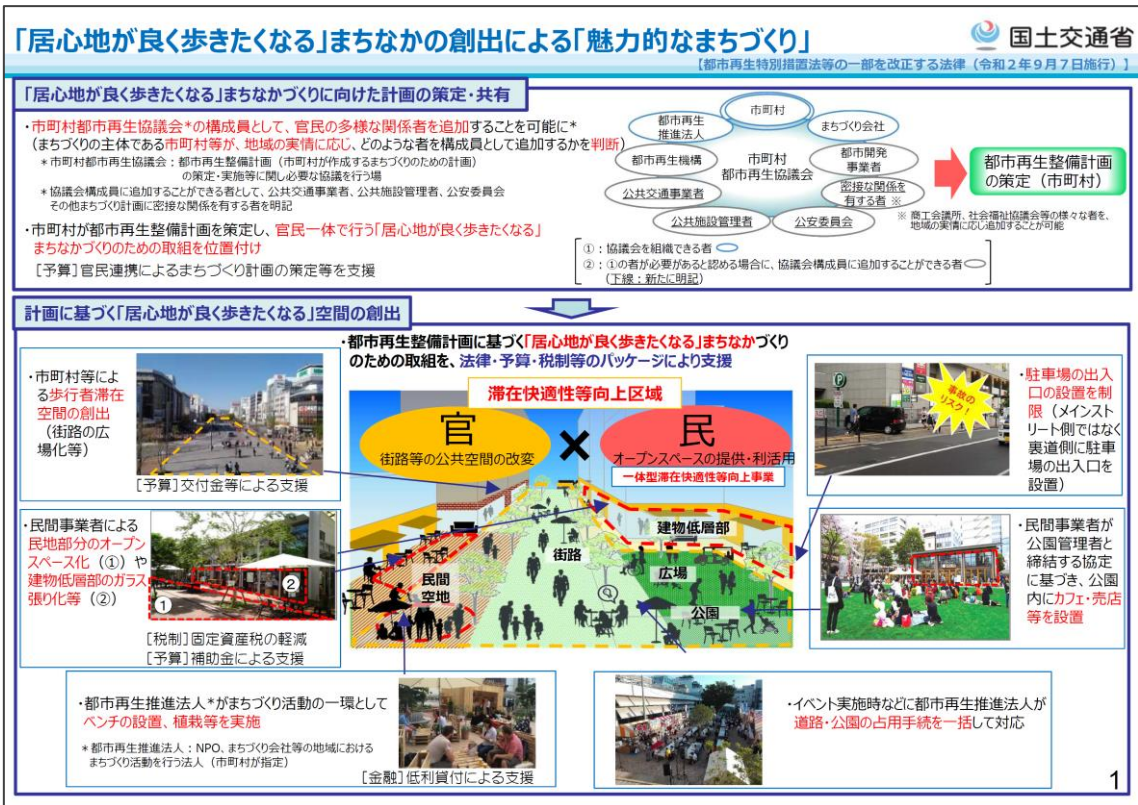 「居心地が良く歩きたくなる」まちなかの創出による「魅力的なまちづくり」
国土交通省
【都市再生特別措置法等の一部を改正する法律（令和２年９月７日施行）】
「居心地が良く歩きたくなる」まちなかづくりに向けた計画の策定・共有
・市町村都市再生協議会*の構成員として、官民の多様な関係者を追加することを可能に*
（まちづくりの主体である市町村等が、地域の実情に応じ、どのような者を構成員として追加するかを判断）
＊市町村都市再生協議会：都市再生整備計画（市町村が作成するまちづくりのための計画）
の策定・実施等に関し必要な協議を行う場
＊協議会構成員に追加することができる者として、公共交通事業者、公共施設管理者、公安委員会
その他まちづくり計画に密接な関係を有する者を明記
・市町村が都市再生整備計画を策定し、官民一体で行う「居心地が良く歩きたくなる」
まちなかづくりのための取組を位置付け
［予算］官民連携によるまちづくり計画の策定等を支援
市町村
都市再生
推進法人
まちづくり会社
都市再生機構
市町村
都市再生協議会
都市開発
事業者
公共交通事業者
密接な関係を
有する者 ※
公共施設管理者
公安委員会
都市再生整備計画
の策定（市町村）
※ 商工会議所、社会福祉協議会等の様々な者を、
地域の実情に応じ追加することが可能
①：協議会を組織できる者
②：①の者が必要があると認める場合に、協議会構成員に追加することができる者
（下線：新たに明記）
計画に基づく「居心地が良く歩きたくなる」空間の創出
・都市再生整備計画に基づく「居心地が良く歩きたくなる」まちなかづくり
のための取組を、法律・予算・税制等のパッケージにより支援
・市町村等によ
る歩行者滞在
空間の創出
（街路の広
場化等）
［予算］交付金等による支援
・民間事業者による
民地部分のオープン
スペース化（①）や
建物低層部のガラス
張り化等（②）
①
②
［税制］固定資産税の軽減
［予算］補助金による支援
滞在快適性等向上区域
官
街路等の公共空間の改変
×
民
オープンスペースの提供・利活用
一体型滞在快適性等向上事業
建物低層部
街路
広場
民間
空地
公園
事故の
リスク！
・駐車場の出入
口の設置を制
限（メインスト
リート側ではなく
裏道側に駐車
場の出入口を
設置）
・民間事業者が
公園管理者と
締結する協定
に基づき、公園
内にカフェ・売店
等を設置
・都市再生推進法人*がまちづくり活動の一環として
ベンチの設置、植栽等を実施
＊都市再生推進法人：NPO、まちづくり会社等の地域における
まちづくり活動を行う法人（市町村が指定）
［金融］低利貸付による支援
・イベント実施時などに都市再生推進法人が
道路・公園の占用手続を一括して対応
1